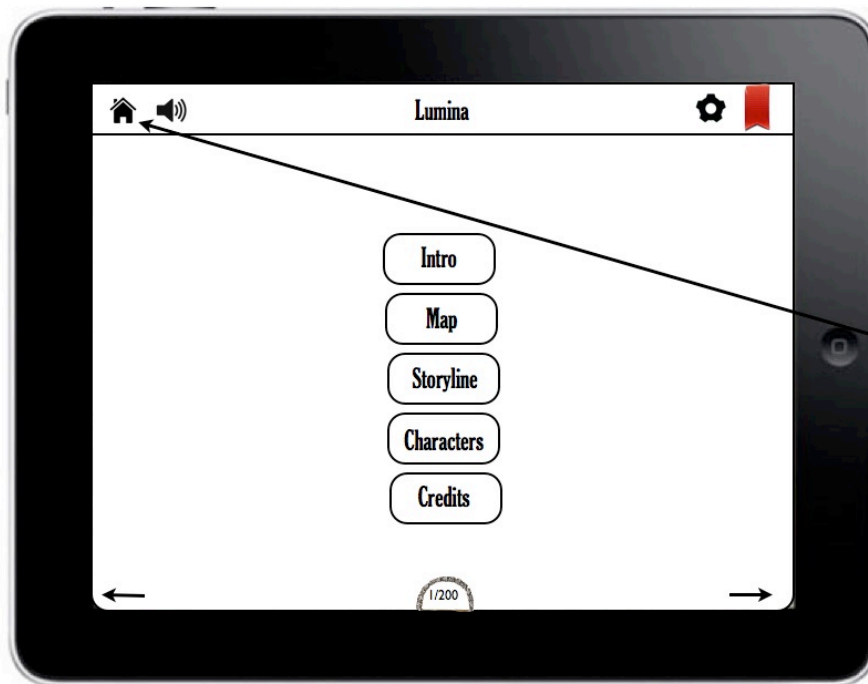 Lumina
Intro
Map
Storyline
Characters
Credits
1/200